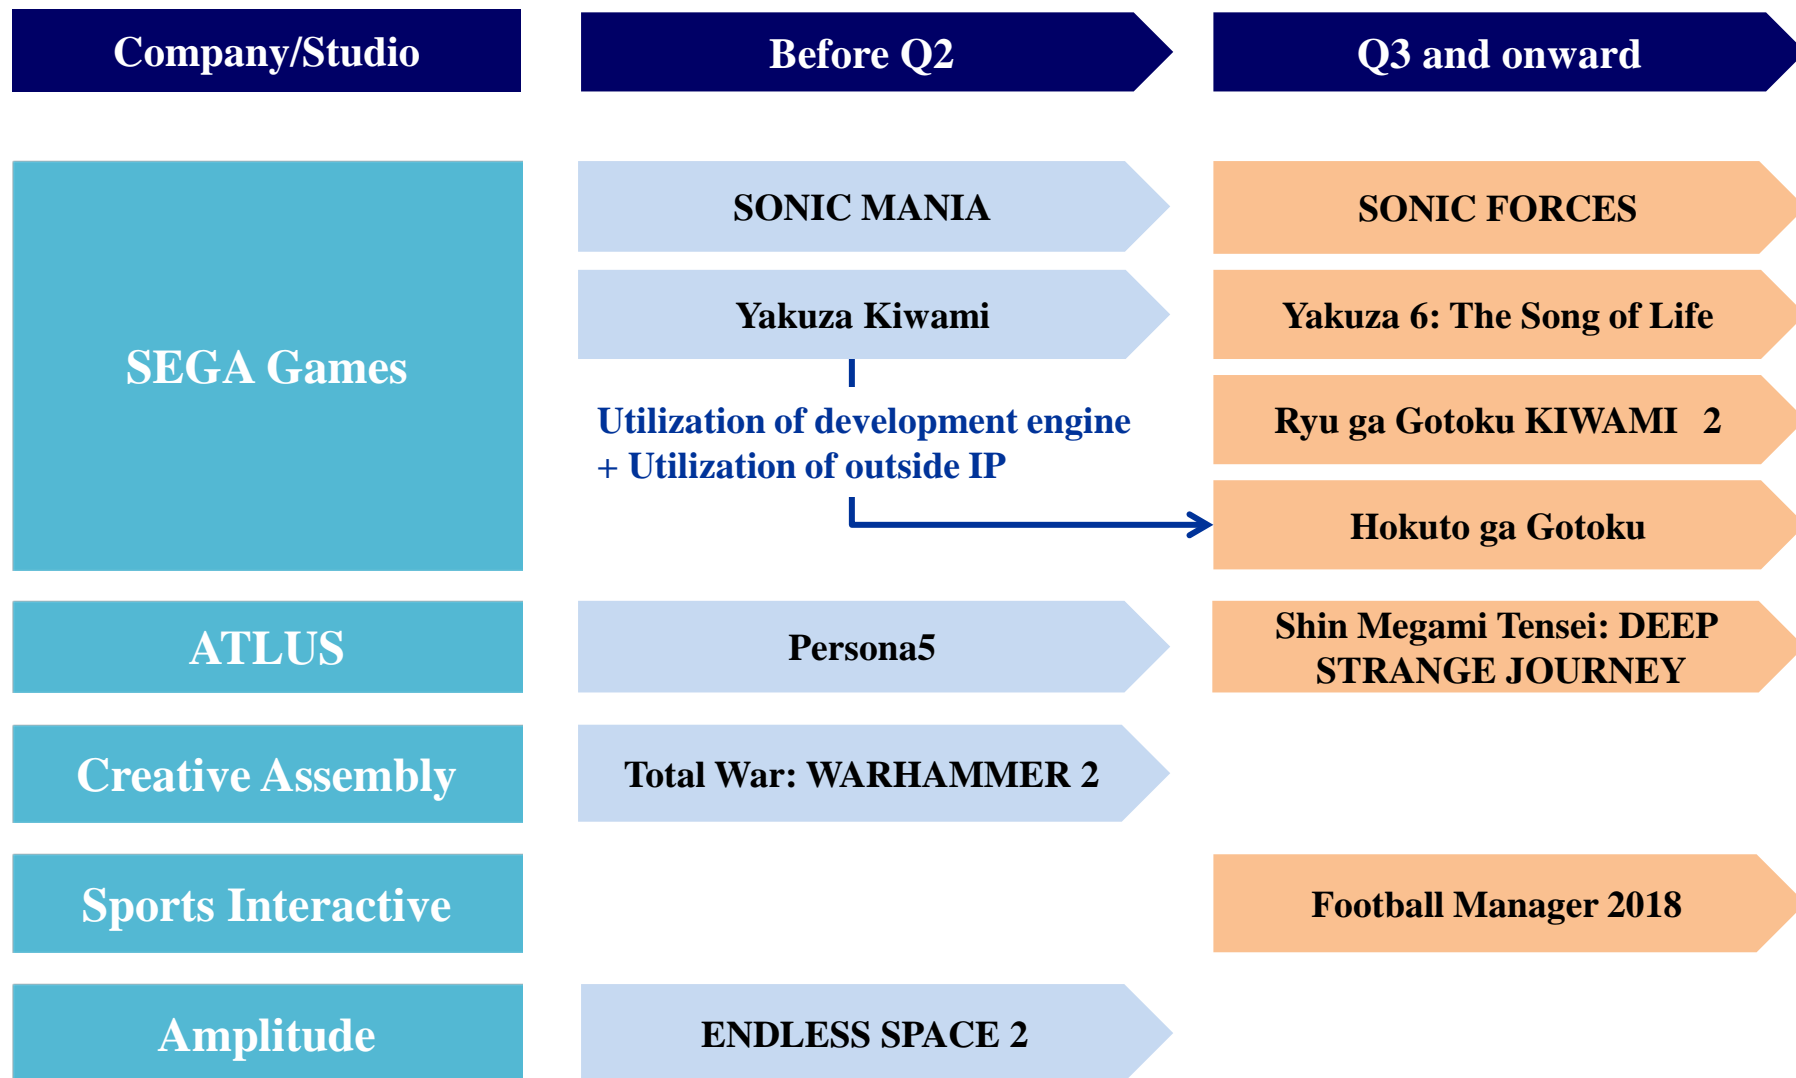 Company/Studio
Before Q2
Q3 and onward
SEGA Games
SONIC MANIA
SONIC FORCES
Yakuza Kiwami
Yakuza 6: The Song of Life
Utilization of development engine
+ Utilization of outside IP
Ryu ga Gotoku KIWAMI 2
Hokuto ga Gotoku
ATLUS
Persona5
Shin Megami Tensei: DEEP
STRANGE JOURNEY
Creative Assembly
Total War: WARHAMMER 2
Sports Interactive
Football Manager 2018
Amplitude
ENDLESS SPACE 2